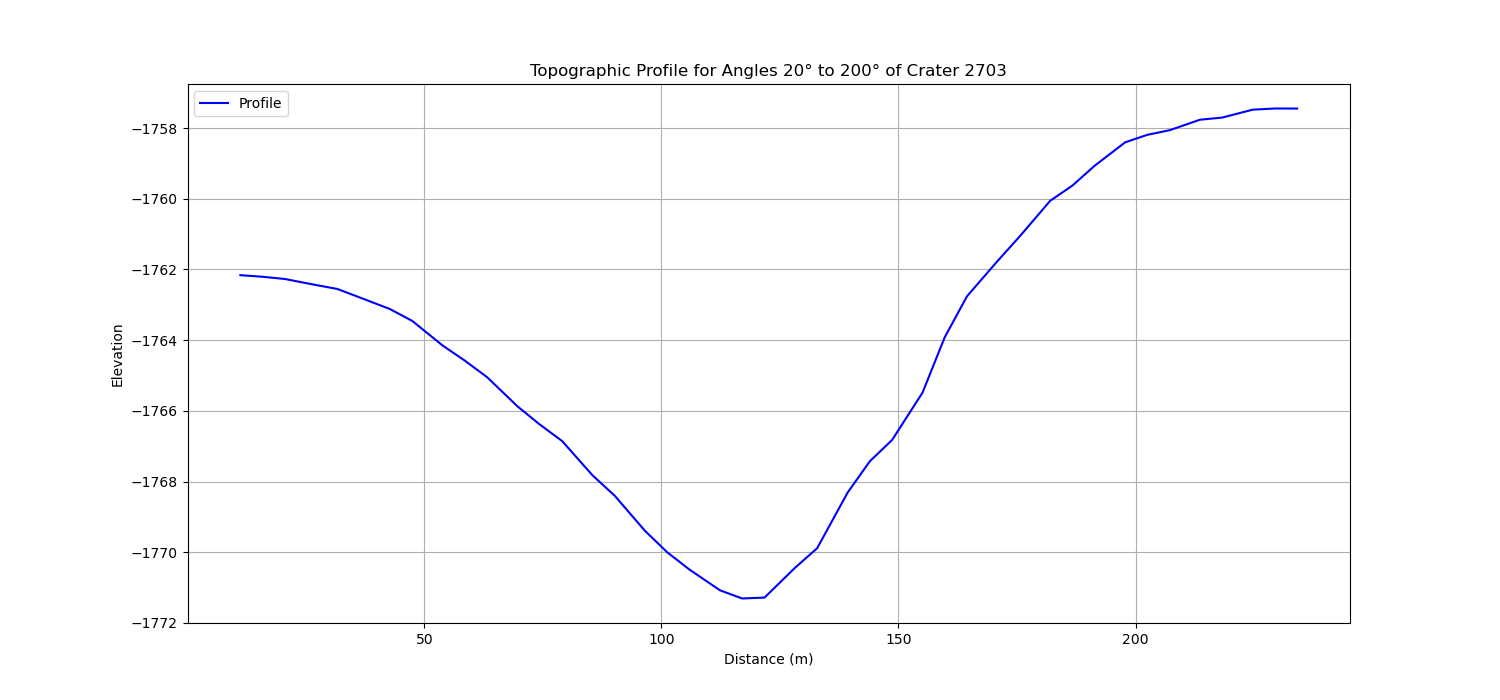 Topographic Profile for Angles 20° to 200° of Crater 2703
Profile
−1758
−1760
−1762
−1764
−1766
−1768
−1770
−1772
Elevation
50 100 150 200
Distance (m)